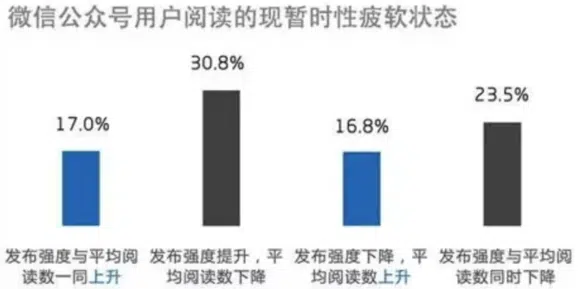 微信公众号用户阅读的现暂时性疲软状态
17.0%
30.8%
16.8%
23.5%
发布强度与平均阅
读数一同上升
发布强度提升，平
均阅读数下降
发布强度下降，平
均阅读数上升
发布强度与平均阅
读数同时下降